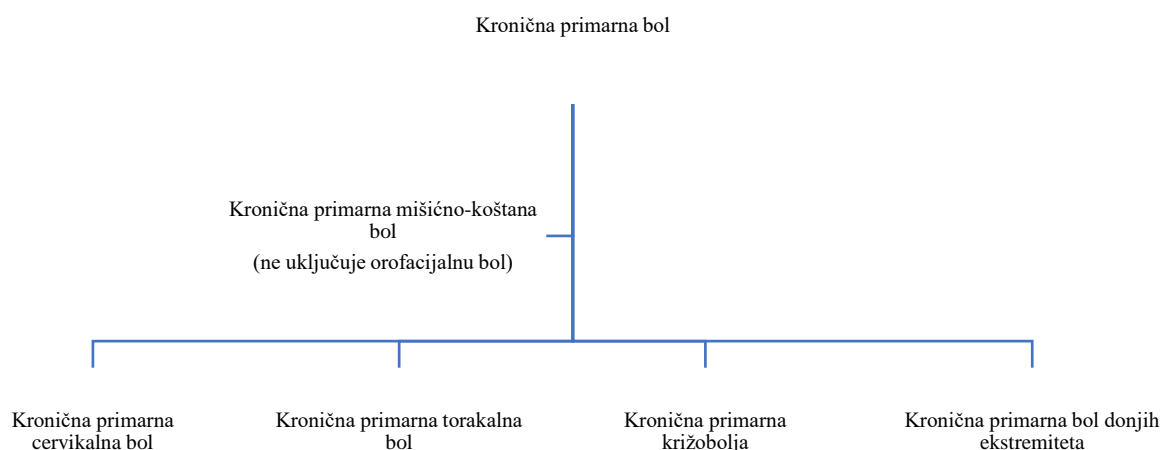 Kronična primarna bol
Kronična primarna mišićno-koštana
bol
(ne uključuje orofacijalnu bol)
Kronična primarna
cervikalna bol
Kronična primarna torakalna
bol
Kronična primarna
križobolja
Kronična primarna bol donjih
ekstremiteta